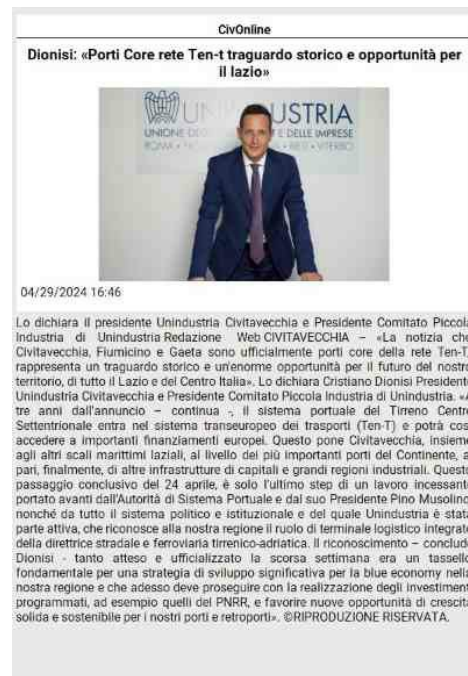 CivOnline
Dionisi: «Porti Core rete Ten-t traguardo storico e opportunità per
il lazio»
UN
USTRIA
UNIONE DEG
E DELLE IMPRESE
ROMA
RIETI • VITERBO
04/29/2024 16:46
Lo dichiara il presidente Unindustria Civitavecchia e Presidente Comitato Piccola
Industria di Unindustria Redazione Web CIVITAVECCHIA – «La notizia che
Civitavecchia, Fiumicino e Gaeta sono ufficialmente porti core della rete Ten-T,
rappresenta un traguardo storico e un'enorme opportunità per il futuro del nostro
territorio, di tutto il Lazio e del Centro Italia». Lo dichiara Cristiano Dionisi Presidente
Unindustria Civitavecchia e Presidente Comitato Piccola Industria di Unindustria. «A
tre anni dall'annuncio – continua -, il sistema portuale del Tirreno Centro
Settentrionale entra nel sistema transeuropeo dei trasporti (Ten-T) e potrà così
accedere a importanti finanziamenti europei. Questo pone Civitavecchia, insieme
agli altri scali marittimi laziali, al livello dei più importanti porti del Continente, al
pari, finalmente, di altre infrastrutture di capitali e grandi regioni industriali. Questo
passaggio conclusivo del 24 aprile, è solo l'ultimo step di un lavoro incessante
portato avanti dall'Autorità di Sistema Portuale e dal suo Presidente Pino Musolino,
nonché da tutto il sistema politico e istituzionale e del quale Unindustria è stata
parte attiva, che riconosce alla nostra regione il ruolo di terminale logistico integrato
della direttrice stradale e ferroviaria tirrenico-adriatica. Il riconoscimento – conclude
Dionisi - tanto atteso e ufficializzato la scorsa settimana era un tassello
fondamentale per una strategia di sviluppo significativa per la blue economy nella
nostra regione e che adesso deve proseguire con la realizzazione degli investimenti
programmati, ad esempio quelli del PNRR, e favorire nuove opportunità di crescita
solida e sostenibile per i nostri porti e retroporti». ©RIPRODUZIONE RISERVATA.